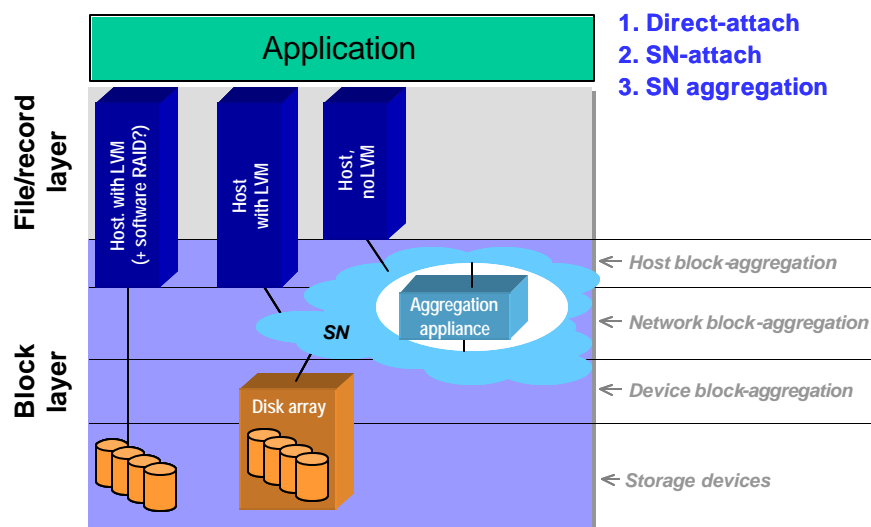 Application
1. Direct-attach
2. SN-attach
3. SN aggregation
File/record
layer
Host. with LVM
(+ software RAID?)
Host
with LVM
Host,
no LVM
Host block-aggregation
SN
Aggregation
appliance
Network block-aggregation
Block
layer
Device block-aggregation
Disk array
Storage devices